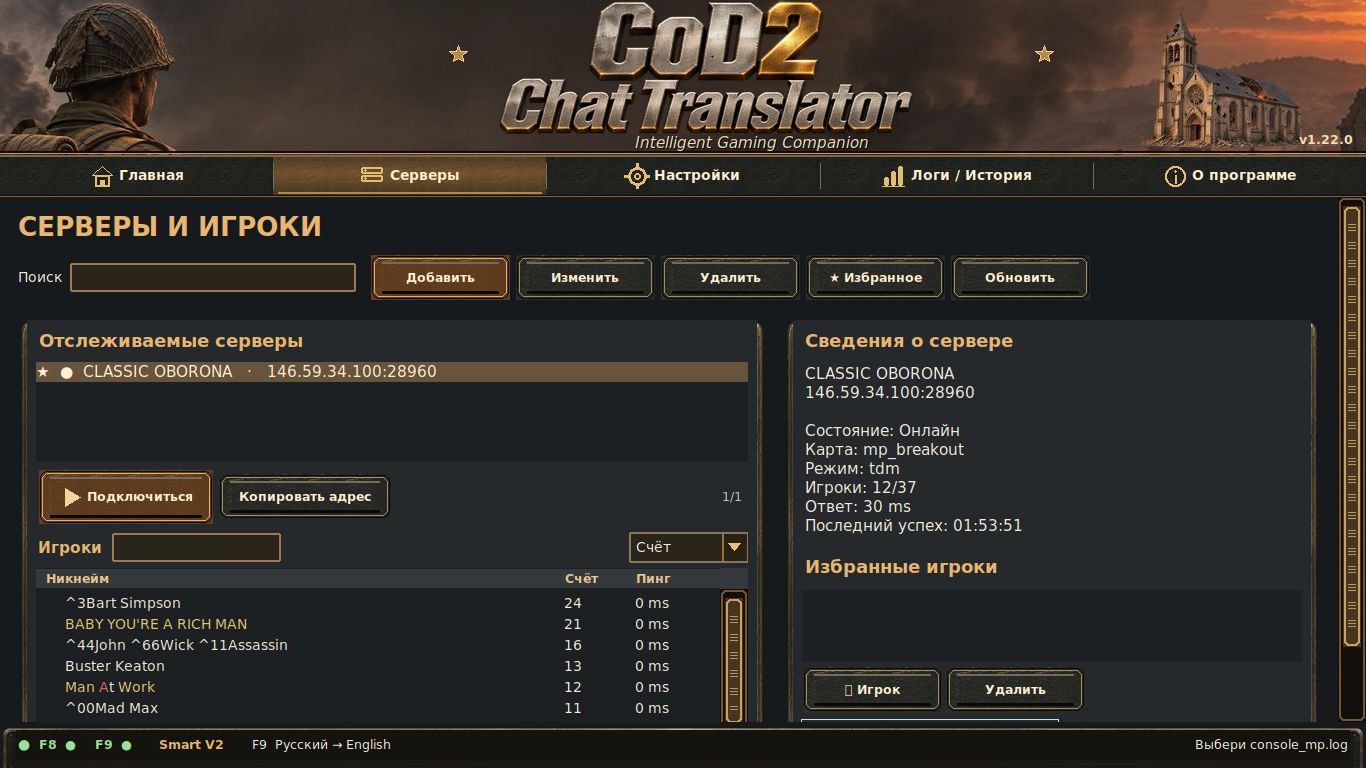 CoD2
Chat Translator
Intelligent Gaming Companion
v1.22.0
Главная
Серверы
Настройки
Логи / История
О программе
СЕРВЕРЫ И ИГРОКИ
Поиск
Добавить
Изменить
Удалить
★ Избранное
Обновить
Отслеживаемые серверы
★ ● CLASSIC OBORONA · 146.59.34.100:28960
Подключиться
Копировать адрес
1/1
Игроки
Счёт
Никнейм Счёт Пинг
^3Bart Simpson 24 0 ms
BABY YOU'RE A RICH MAN 21 0 ms
^44John ^66Wick ^11Assassin 16 0 ms
Buster Keaton 13 0 ms
Man At Work 12 0 ms
^00Mad Max 11 0 ms
Сведения о сервере
CLASSIC OBORONA
146.59.34.100:28960
Состояние: Онлайн
Карта: mp_breakout
Режим: tdm
Игроки: 12/37
Ответ: 30 ms
Последний успех: 01:53:51
Избранные игроки
Игрок
Удалить
● F8 ● F9 ● Smart V2 F9 Русский → English
Выбери console_mp.log